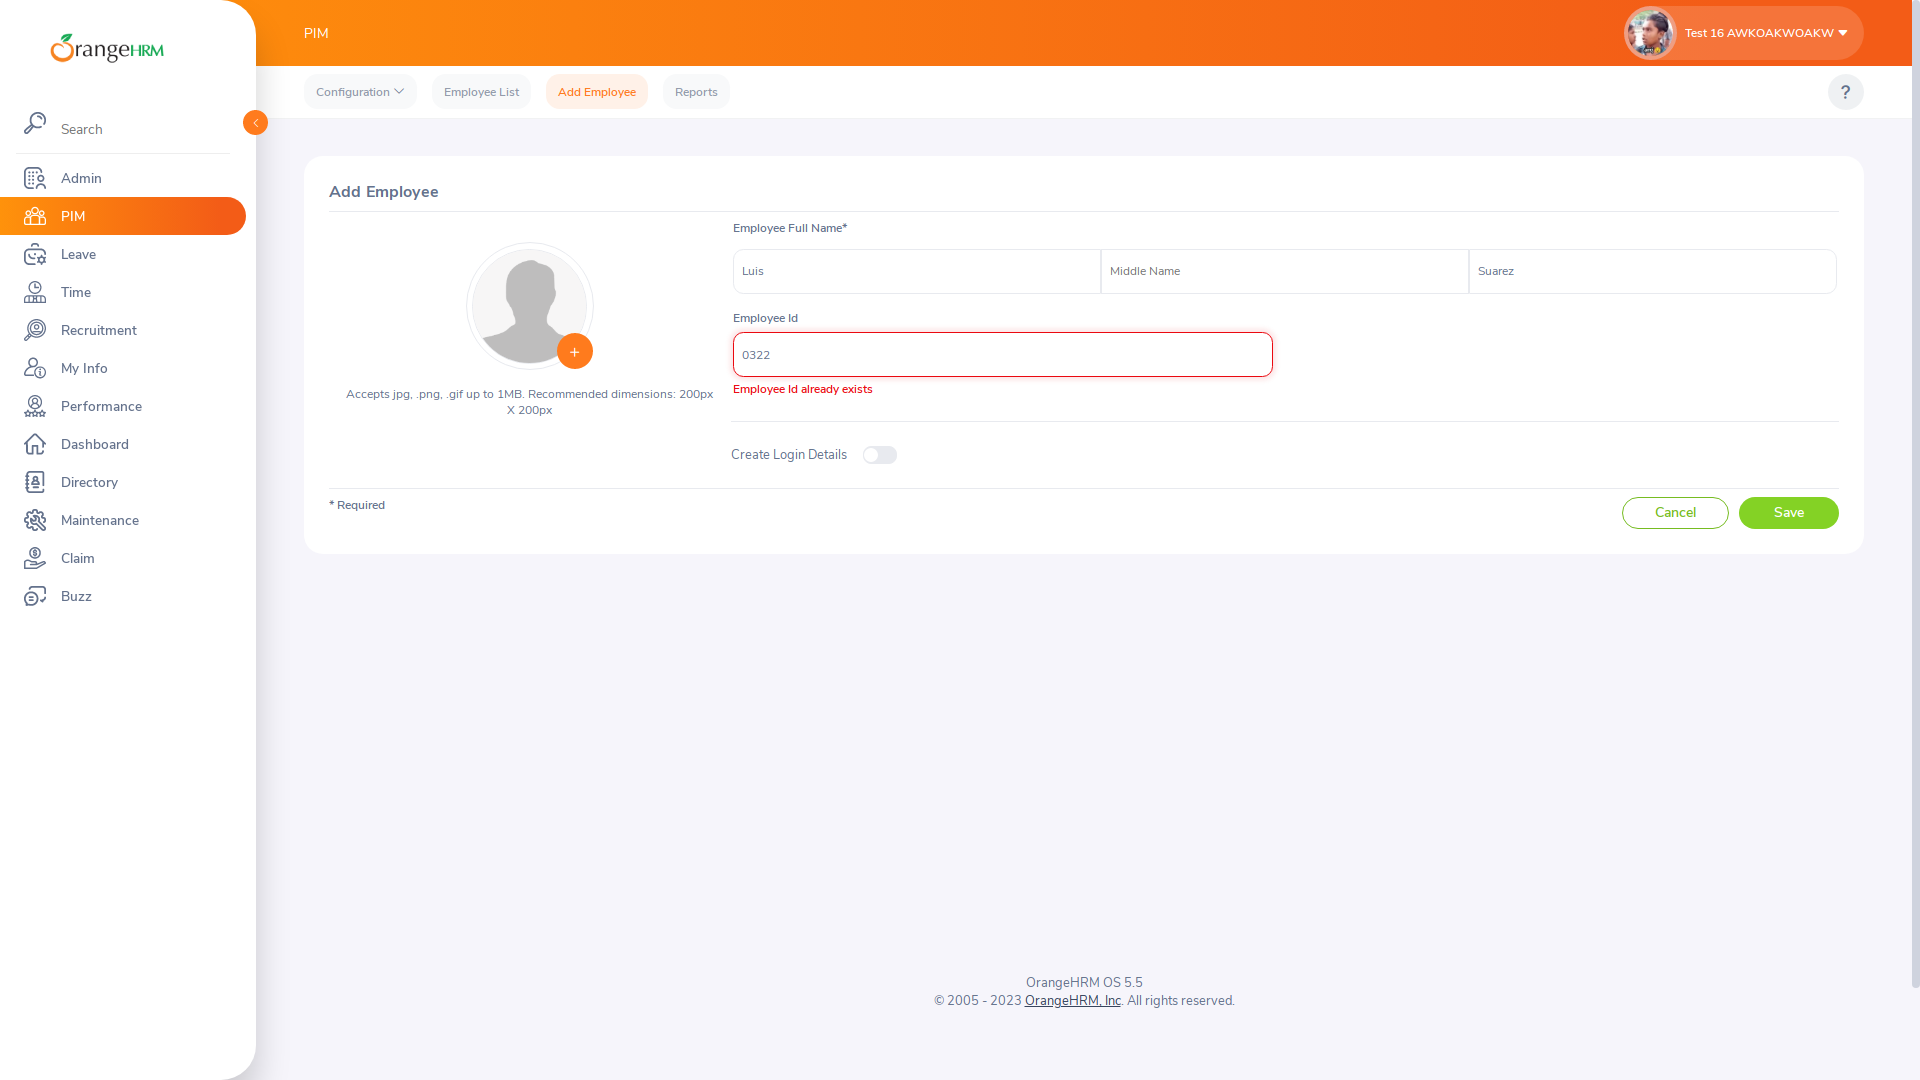 OrangeHRM
Search
Admin
PIM
Leave
Time
Recruitment
My Info
Performance
Dashboard
Directory
Maintenance
Claim
Buzz
PIM
Test 16 AWKOAKWOAKW
Configuration
Employee List
Add Employee
Reports
?
Add Employee
Employee Full Name*
Luis
Middle Name
Suarez
Employee Id
0322
Employee Id already exists
Accepts jpg, .png, .gif up to 1MB. Recommended dimensions: 200px
X 200px
Create Login Details
* Required
Cancel
Save
OrangeHRM OS 5.5
© 2005 - 2023 OrangeHRM, Inc. All rights reserved.